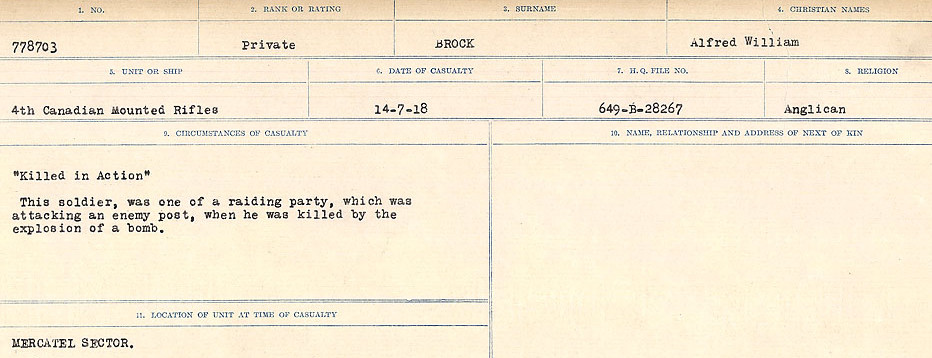 1. NO. 2. RANK OR RATING 3. SURNAME 4. CHRISTIAN NAMES
778703 Private BROCK Alfred William
5. UNIT OR SHIP 6. DATE OF CASUALTY 7. H.Q. FILE NO. 8. RELIGION
4th Canadian Mounted Rifles 14-7-18 649-B-28267 Anglican
9. CIRCUMSTANCES OF CASUALTY 10. NAME, RELATIONSHIP AND ADDRESS OF NEXT OF KIN
"Killed in Action"
This soldier, was one of a raiding party, which was
attacking an enemy post, when he was killed by the
explosion of a bomb.
11. LOCATION OF UNIT AT TIME OF CASUALTY
MERCATEL SECTOR.